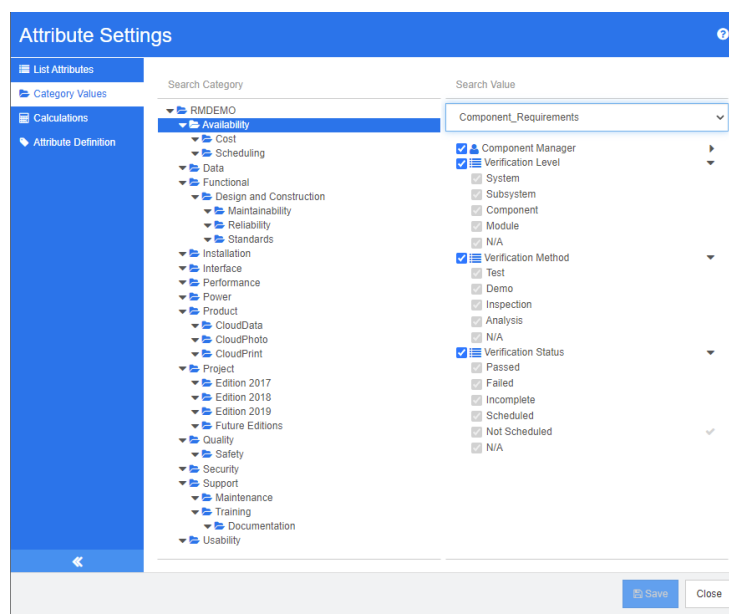 Attribute Settings
List Attributes
Category Values
Calculations
Attribute Definition
Search Category
RMDEMO
Availability
Cost
Scheduling
Data
Functional
Design and Construction
Maintainability
Reliability
Standards
Installation
Interface
Performance
Power
Product
CloudData
CloudPhoto
CloudPrint
Project
Edition 2017
Edition 2018
Edition 2019
Future Editions
Quality
Safety
Security
Support
Maintenance
Training
Documentation
Usability
Search Value
Component_Requirements
Component Manager
Verification Level
System
Subsystem
Component
Module
N/A
Verification Method
Test
Demo
Inspection
Analysis
N/A
Verification Status
Passed
Failed
Incomplete
Scheduled
Not Scheduled
N/A
Save
Close